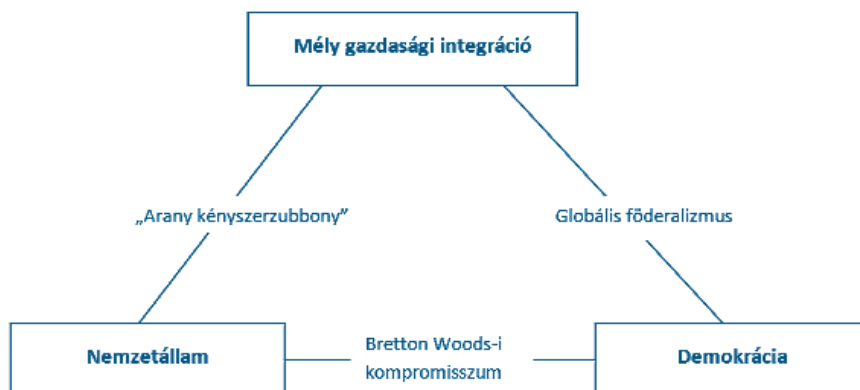 Mély gazdasági integráció
„Arany kényszerzubbony”
Globális föderalizmus
Nemzetállam
Bretton Woods-i
kompromisszum
Demokrácia